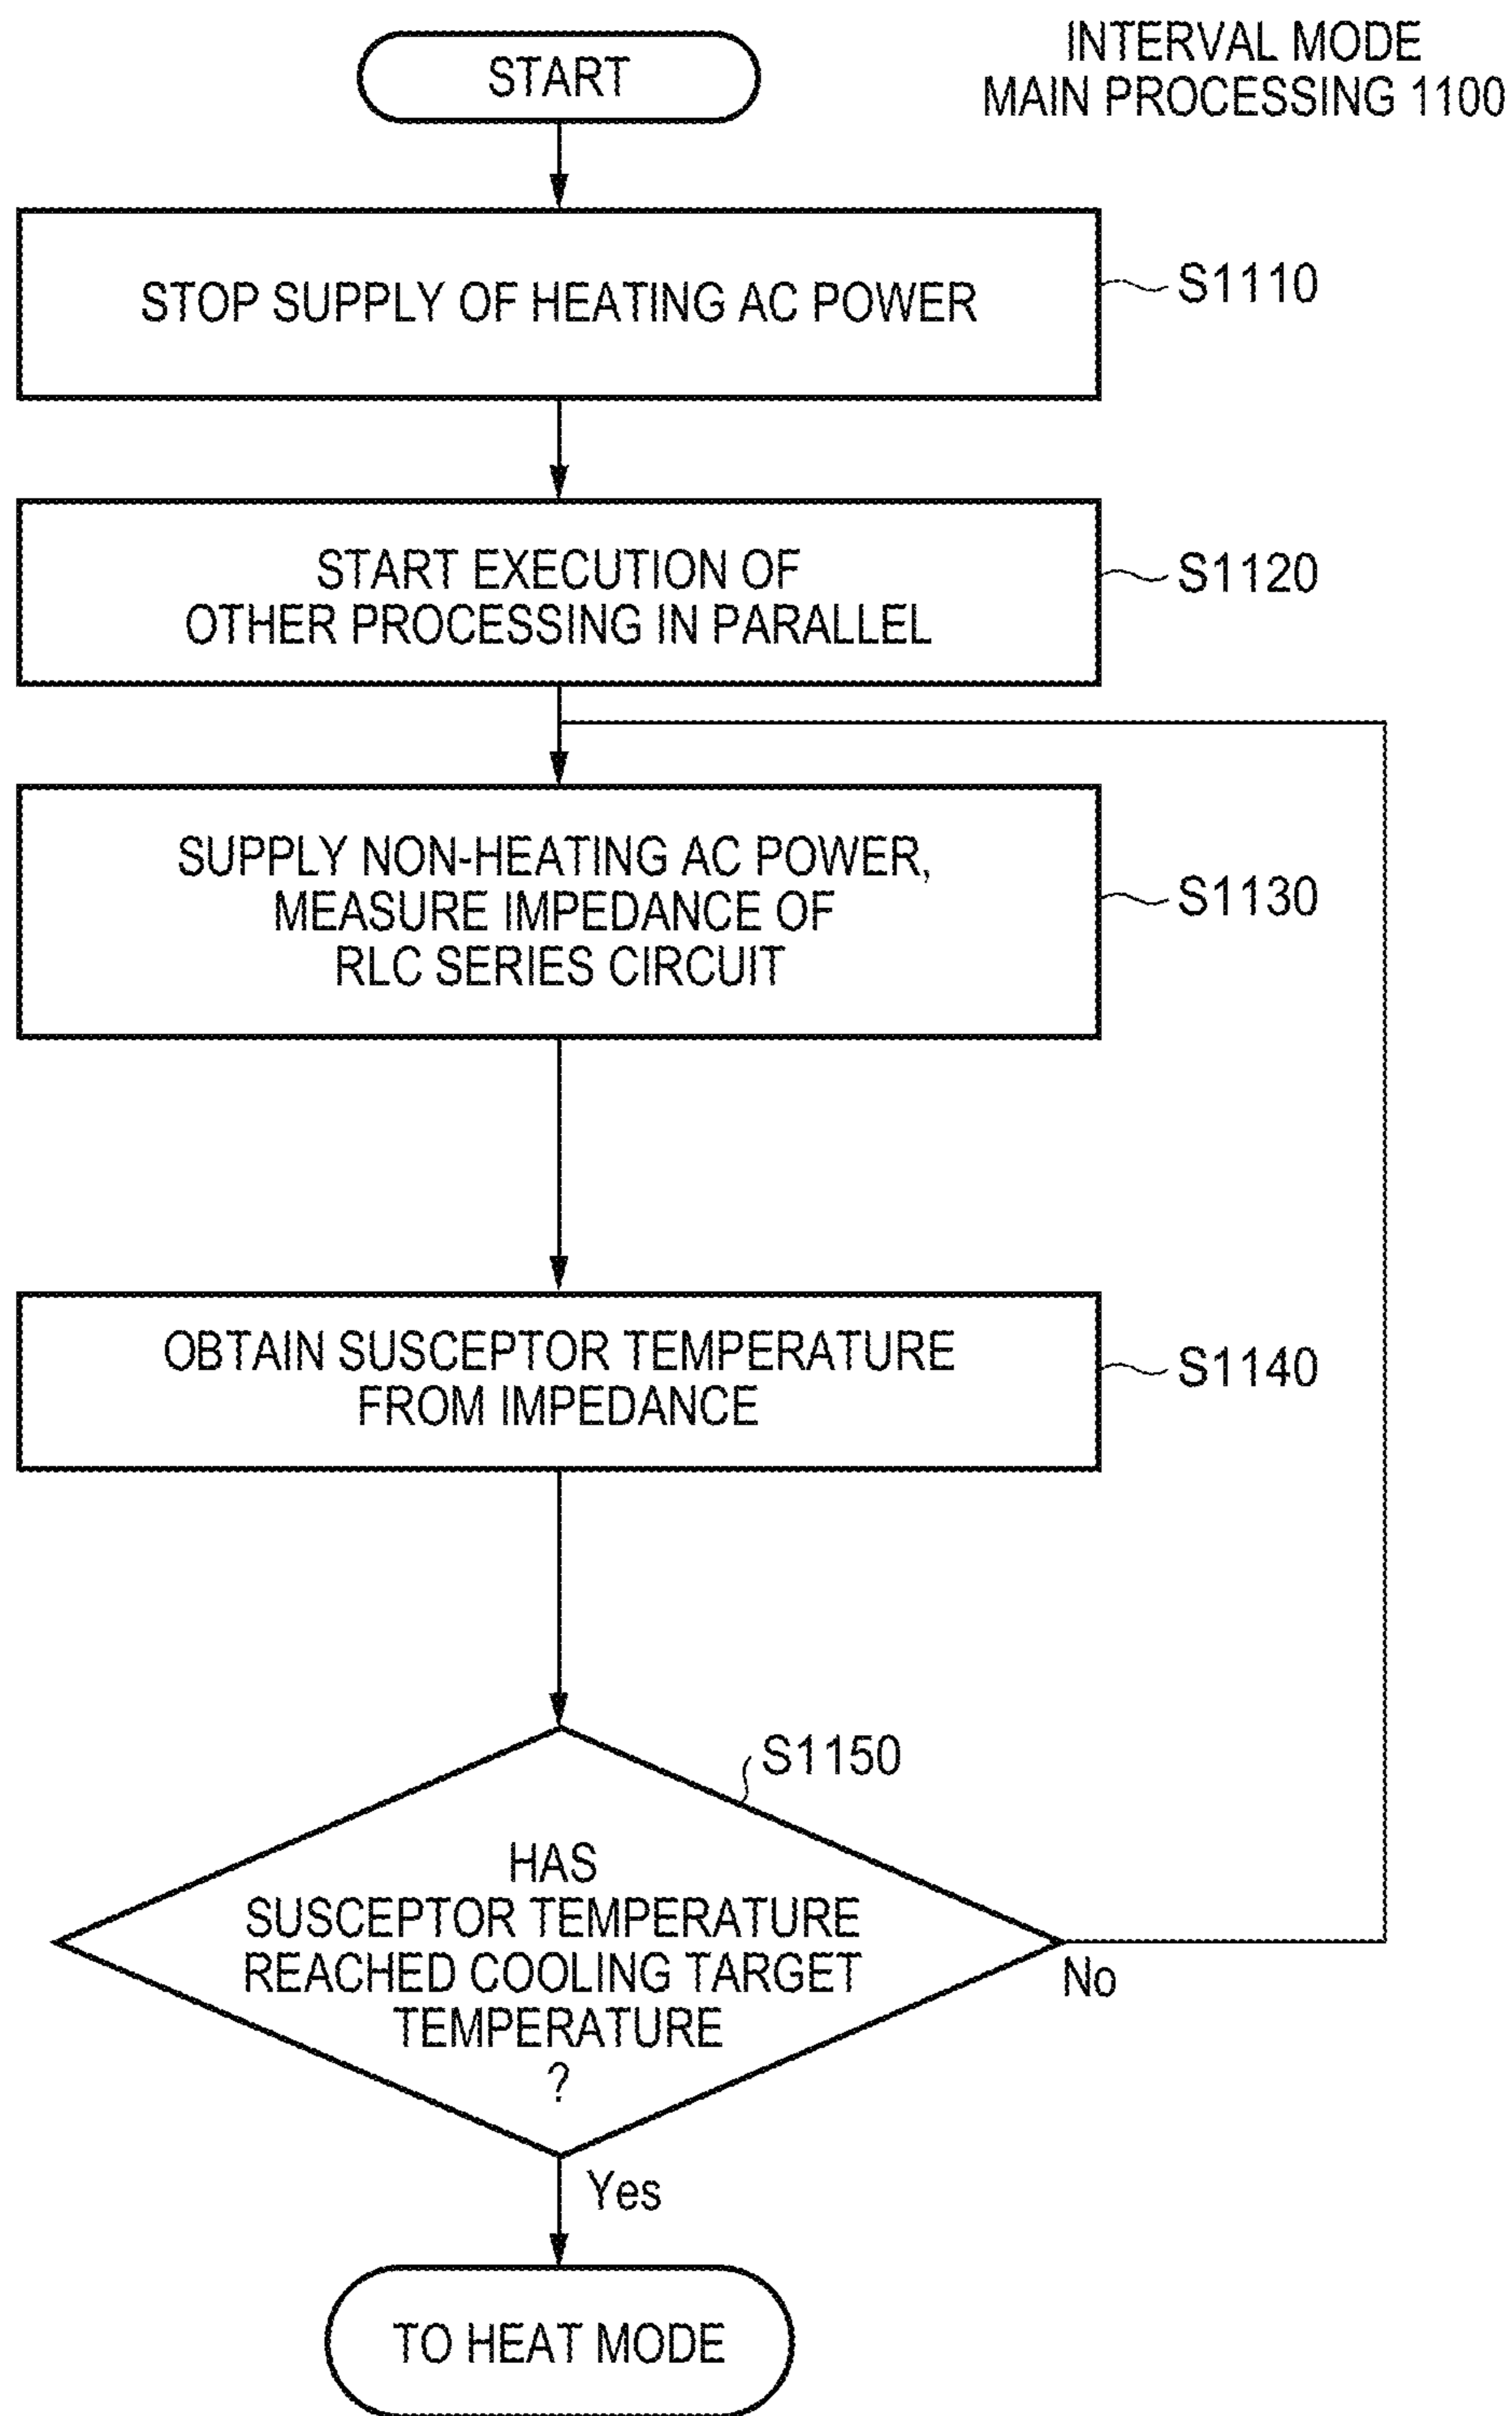 INTERVAL MODE
MAIN PROCESSING 1100
START
STOP SUPPLY OF HEATING AC POWER
S1110
START EXECUTION OF
OTHER PROCESSING IN PARALLEL
S1120
SUPPLY NON-HEATING AC POWER,
MEASURE IMPEDANCE OF
RLC SERIES CIRCUIT
S1130
OBTAIN SUSCEPTOR TEMPERATURE
FROM IMPEDANCE
S1140
S1150
HAS
SUSCEPTOR TEMPERATURE
REACHED COOLING TARGET
TEMPERATURE
?
No
Yes
TO HEAT MODE